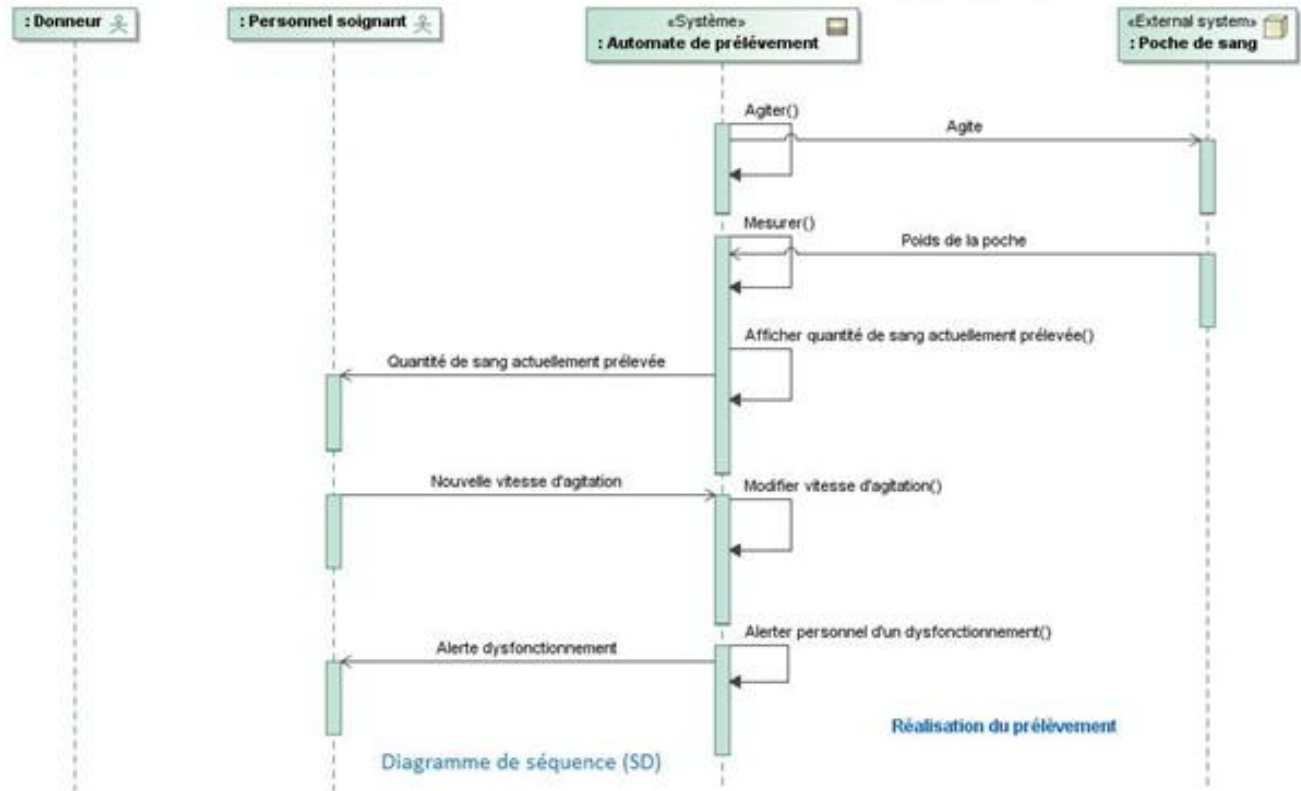 : Donneur
: Personnel soignant
«Système»
: Automate de prélévement
«External system»
: Poche de sang
Agiter()
Agite
Mesurer()
Poids de la poche
Afficher quantité de sang actuellement prélevée()
Quantité de sang actuellement prélevée
Nouvelle vitesse d'agitation
Modifier vitesse d'agitation()
Alerter personnel d'un dysfonctionnement()
Alerte dysfonctionnement
Réalisation du prélèvement
Diagramme de séquence (SD)